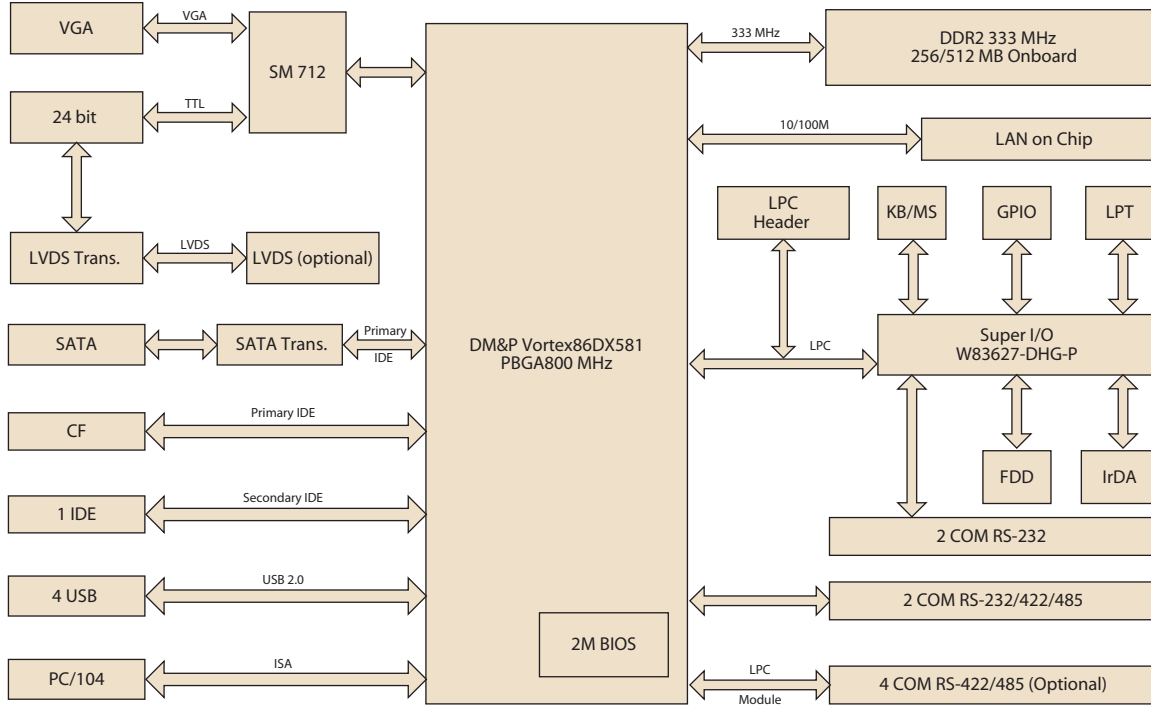 VGA
VGA
SM 712
24 bit
TTL
LVDS Trans.
LVDS
LVDS (optional)
SATA
SATA Trans.
Primary
IDE
CF
Primary IDE
1 IDE
Secondary IDE
4 USB
USB 2.0
PC/104
ISA
DM&P Vortex86DX581
PBGA800 MHz
2M BIOS
333 MHz
DDR2 333 MHz
256/512 MB Onboard
10/100M
LAN on Chip
LPC
Header
KB/MS
GPIO
LPT
LPC
Super I/O
W83627-DHG-P
FDD
IrDA
2 COM RS-232
2 COM RS-232/422/485
LPC
Module
4 COM RS-422/485 (Optional)